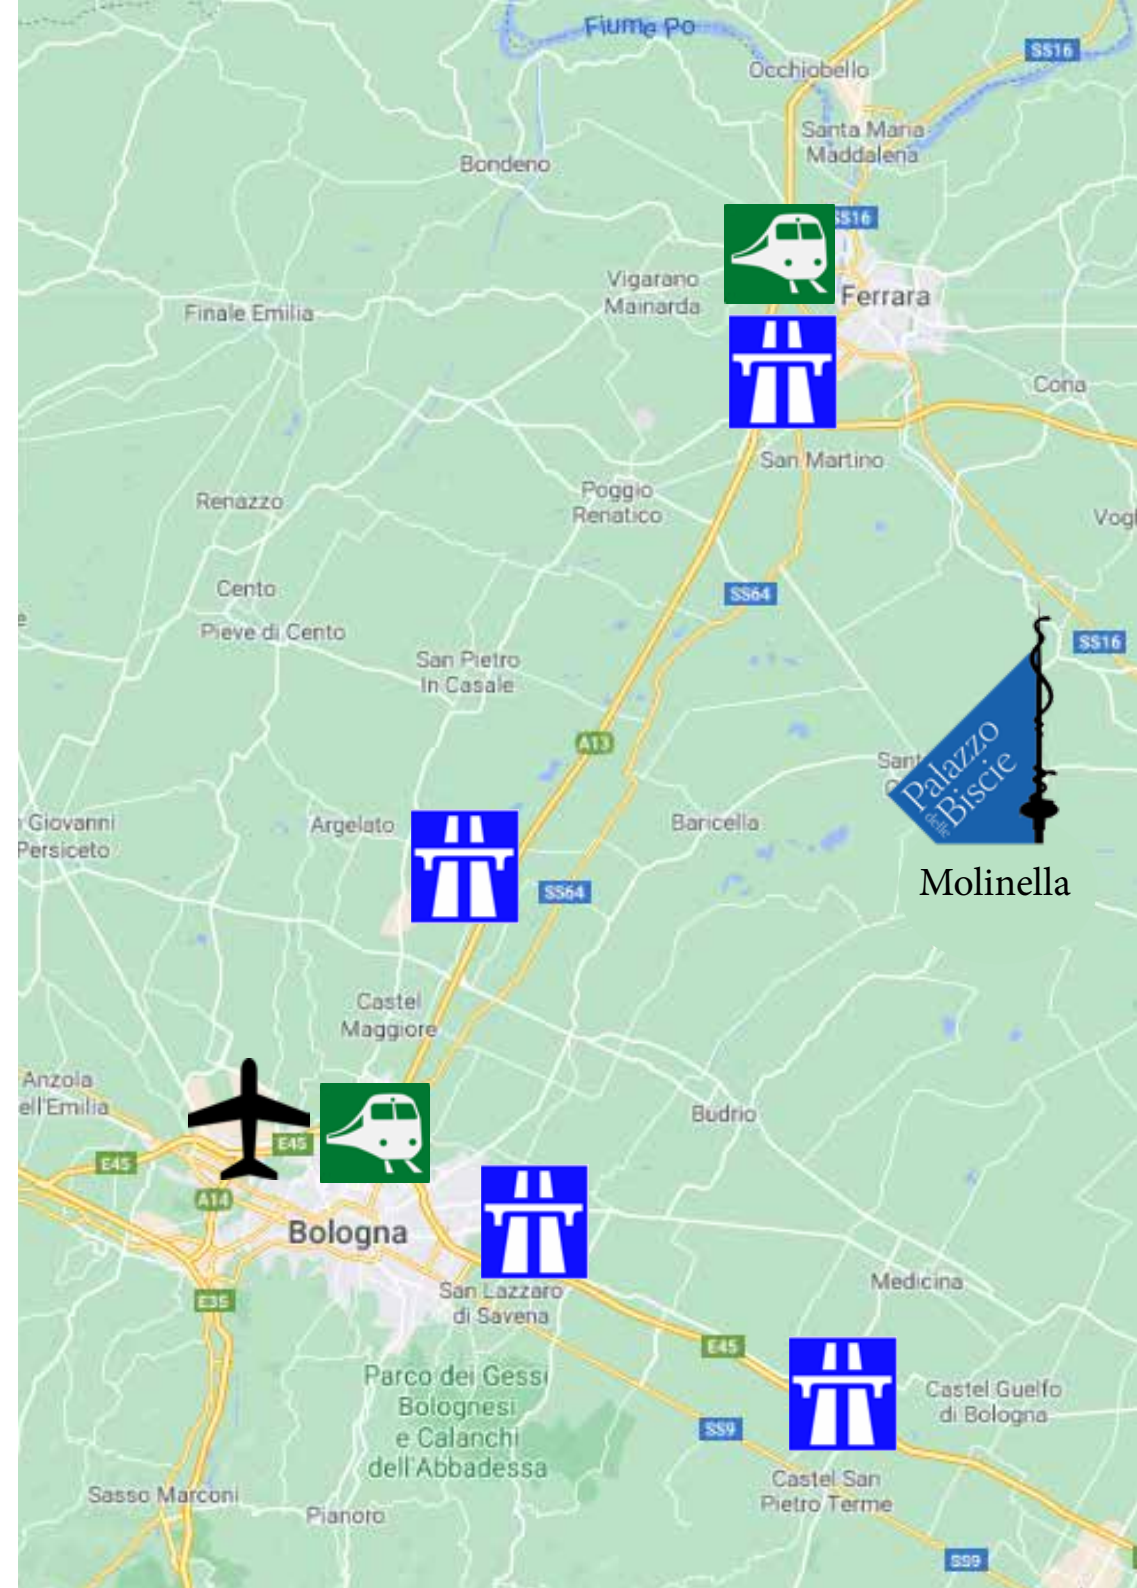 Fiume Po
SS16
Occhiobello
Santa Maria
Maddalena
Bondeno
SS16
Vigarano
Mainarda
Ferrara
Finale Emilia
Cona
San Martino
Renazzo
Poggio
Renatico
Vog
SS64
Cento
Pieve di Cento
SS16
San Pietro
In Casale
A13
Palazzo
delle
Biscie
Sant
Giovanni
Persiceto
Argelato
Baricella
Molinella
SS64
Castel
Maggiore
Anzola
ell'Emilia
Budrio
E45
E45
A14
Bologna
Medicina
San Lazzaro
di Savena
E35
E45
Parco dei Gessi
Bolognesi
e Calanchi
dell'Abbadessa
Castel Guelfo
di Bologna
SS9
Castel San
Pietro Terme
Sasso Marconi
Pianoro
SS9